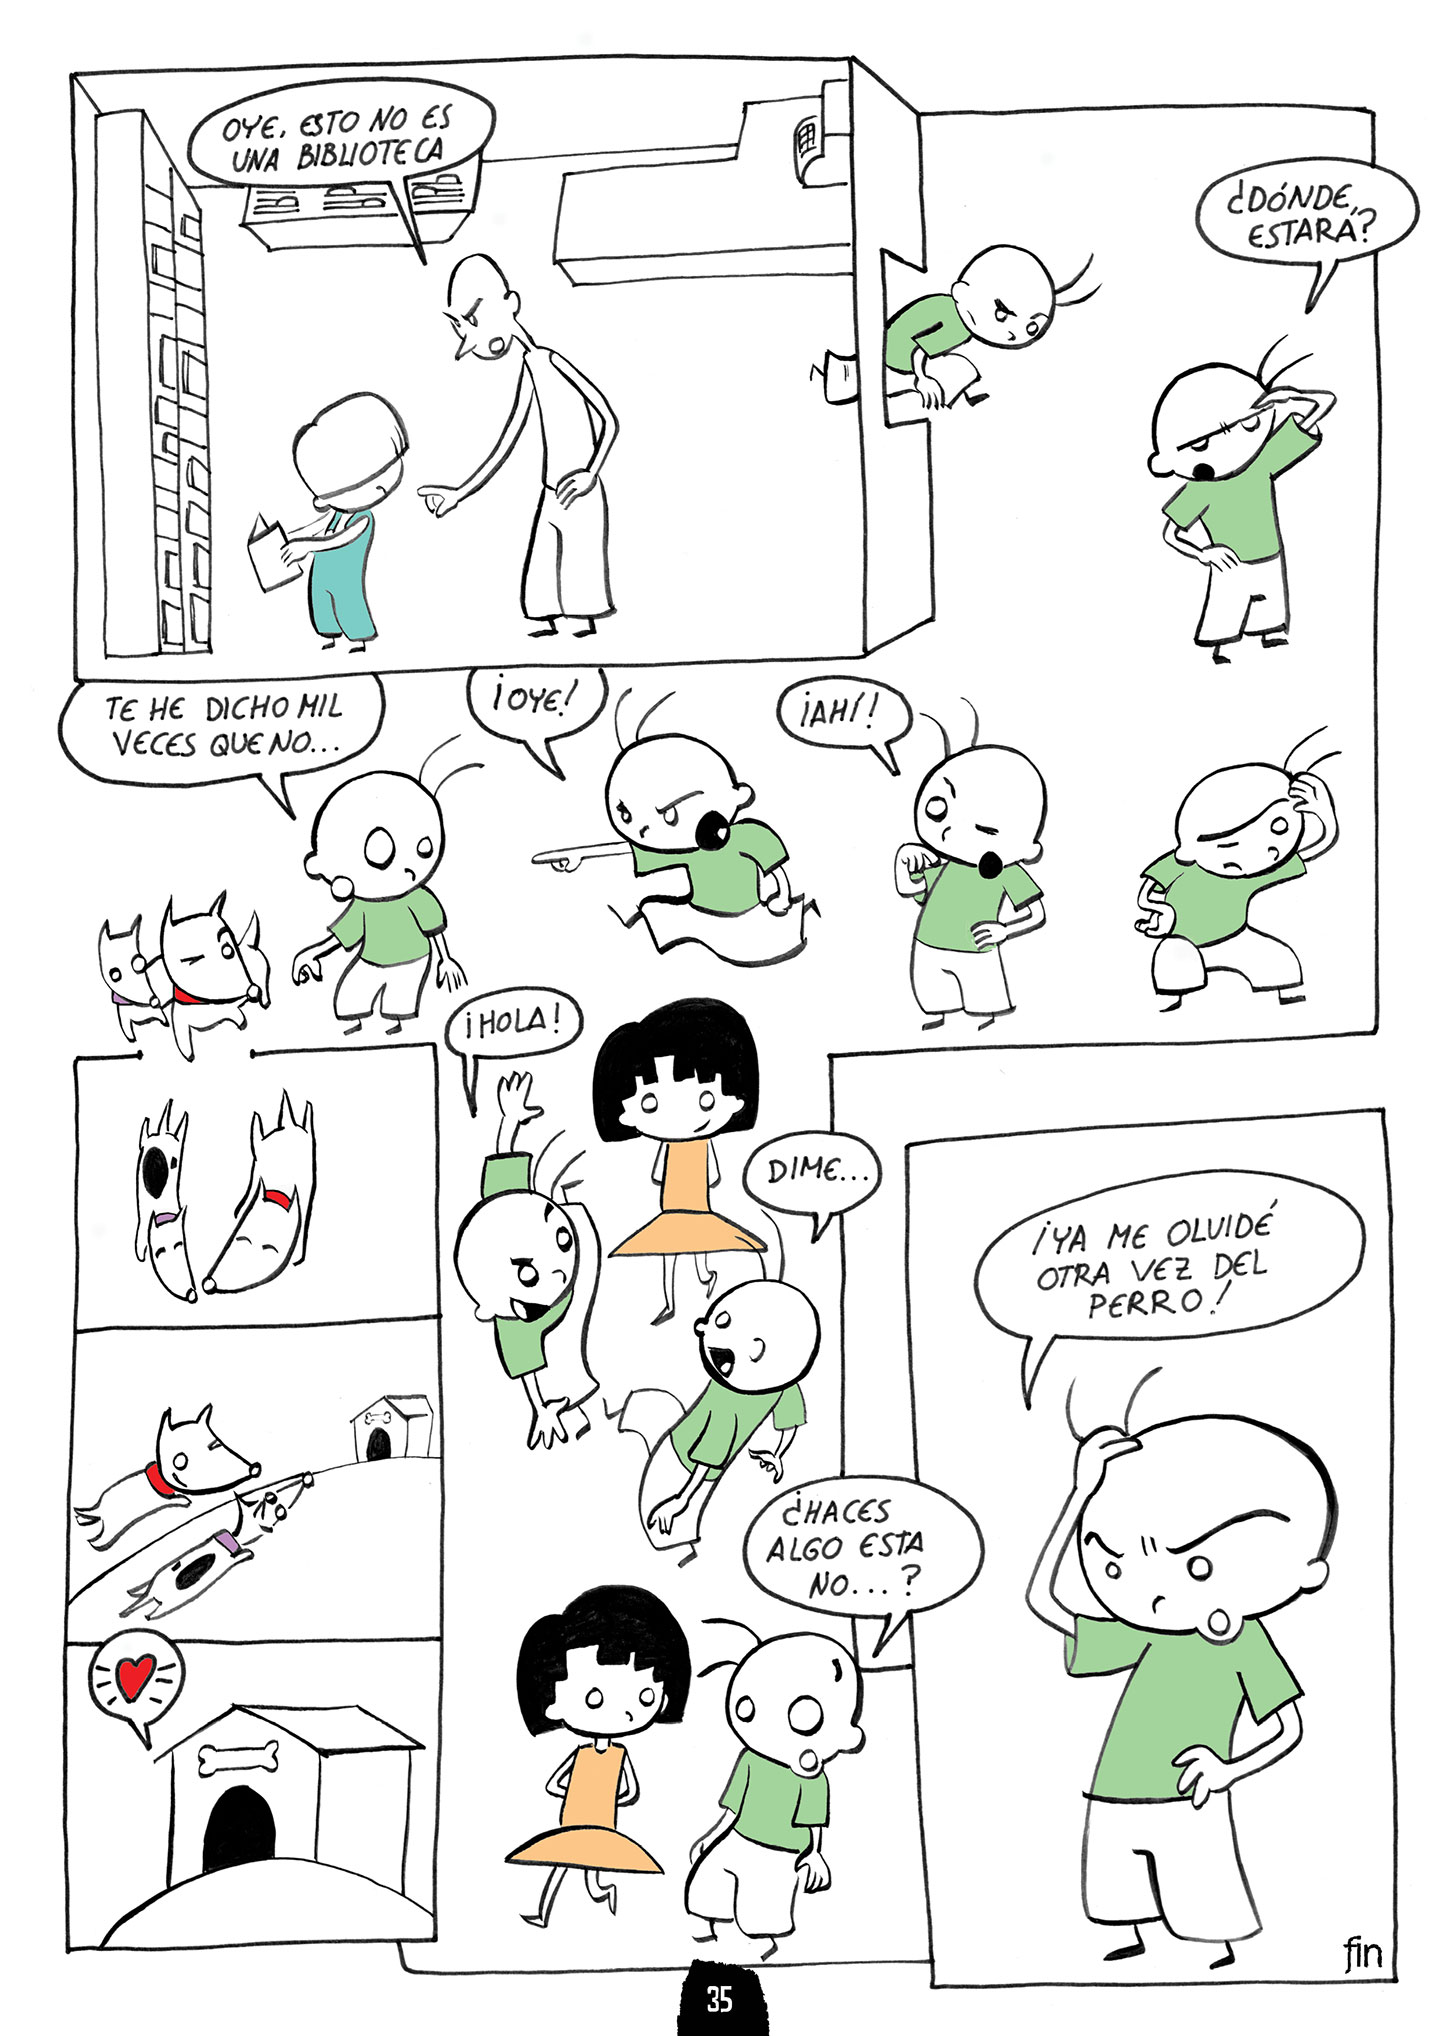 OYE, ESTO NO ES
UNA BIBLIOTECA
¿DÓNDE
ESTARÁ?
¡AHÍ!
¡OYE!
TE HE DICHO MIL
VECES QUE NO...
¡HOLA!
DIME...
¿HACES
ALGO ESTA
NO...?
¡YA ME OLVIDÉ
OTRA VEZ DEL
PERRO!
fin
35